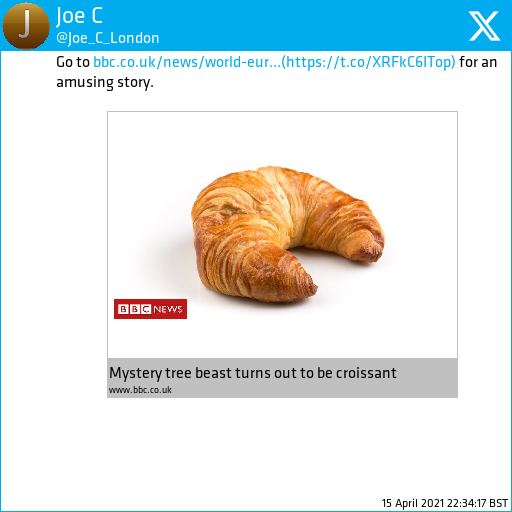 J
Joe C
@Joe_C_London
Go to bbc.co.uk/news/world-eur...(https://t.co/XRFkC6ITop) for an
amusing story.
BBC NEWS
Mystery tree beast turns out to be croissant
www.bbc.co.uk
15 April 2021 22:34:17 BST